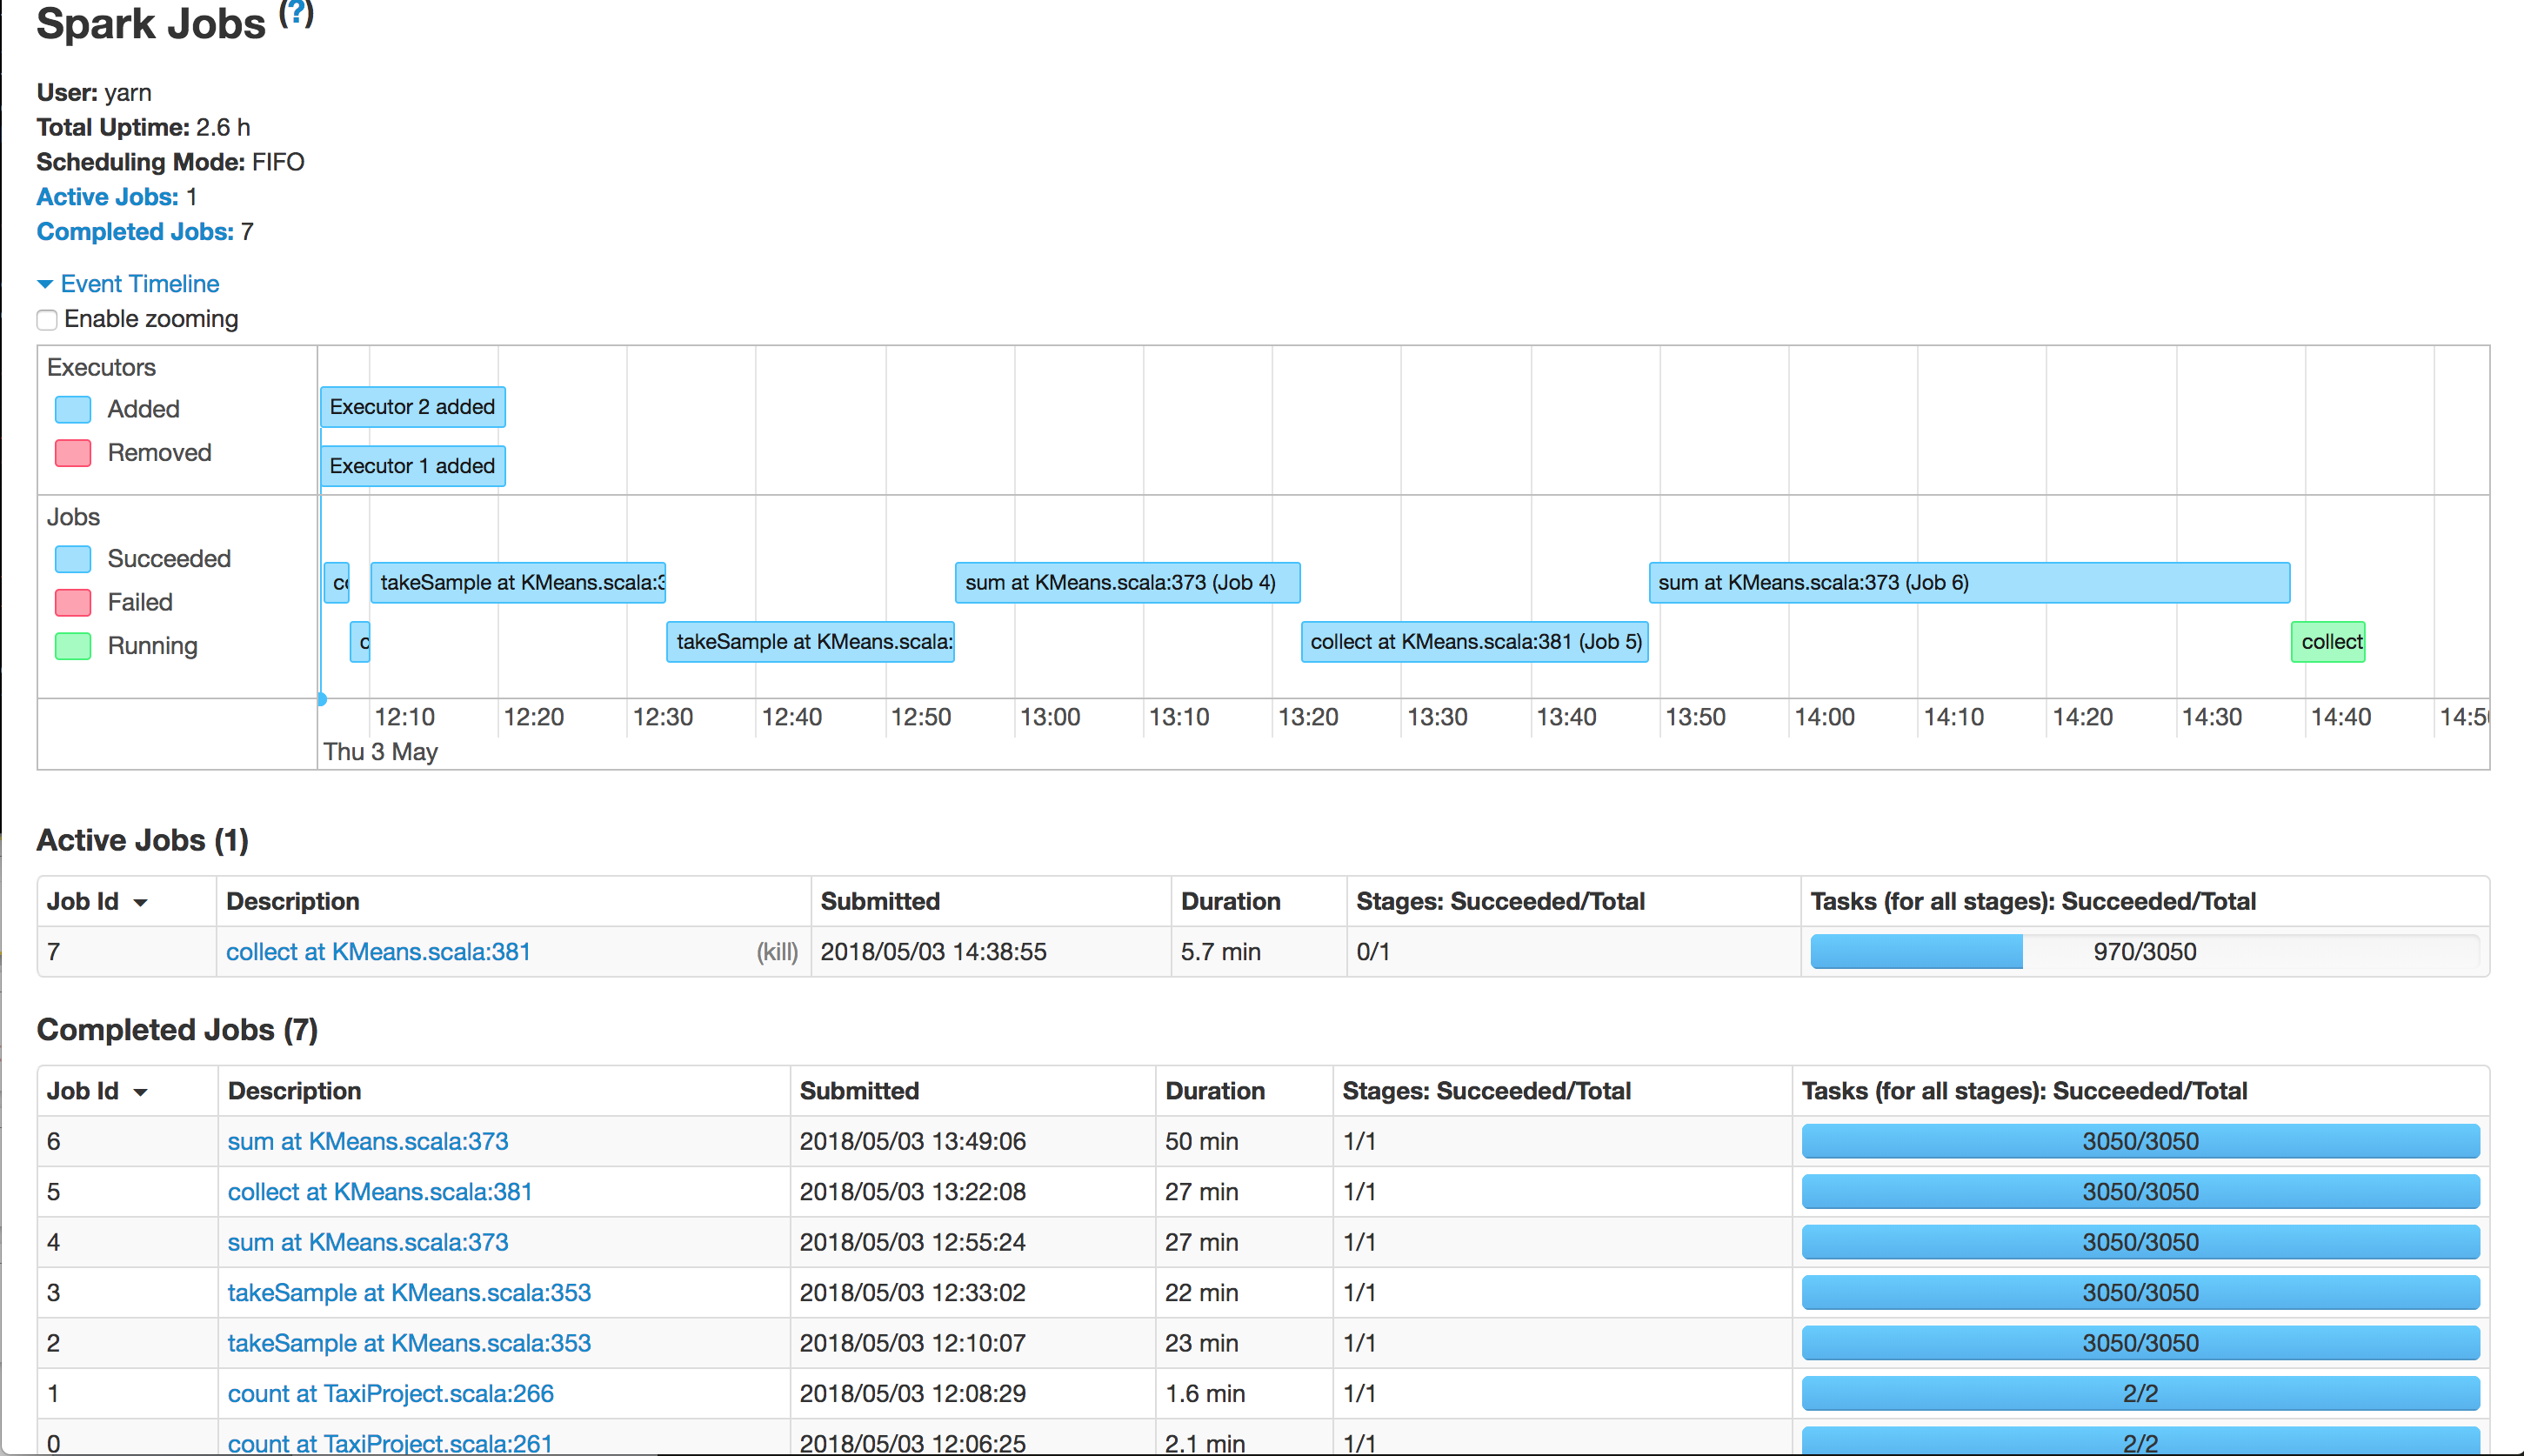 Spark Jobs (?)
User: yarn
Total Uptime: 2.6 h
Scheduling Mode: FIFO
Active Jobs: 1
Completed Jobs: 7
Event Timeline
Enable zooming
Executors
Added
Removed
Executor 2 added
Executor 1 added
Jobs
Succeeded
Failed
Running
takeSample at KMeans.scala:3
sum at KMeans.scala:373 (Job 4)
sum at KMeans.scala:373 (Job 6)
c
takeSample at KMeans.scala:
collect at KMeans.scala:381 (Job 5)
collect
12:10 12:20 12:30 12:40 12:50 13:00 13:10 13:20 13:30 13:40 13:50 14:00 14:10 14:20 14:30 14:40 14:5
Thu 3 May
Active Jobs (1)
Job Id Description Submitted Duration Stages: Succeeded/Total Tasks (for all stages): Succeeded/Total
7 collect at KMeans.scala:381 (kill) 2018/05/03 14:38:55 5.7 min 0/1 970/3050
Completed Jobs (7)
Job Id Description Submitted Duration Stages: Succeeded/Total Tasks (for all stages): Succeeded/Total
6 sum at KMeans.scala:373 2018/05/03 13:49:06 50 min 1/1 3050/3050
5 collect at KMeans.scala:381 2018/05/03 13:22:08 27 min 1/1 3050/3050
4 sum at KMeans.scala:373 2018/05/03 12:55:24 27 min 1/1 3050/3050
3 takeSample at KMeans.scala:353 2018/05/03 12:33:02 22 min 1/1 3050/3050
2 takeSample at KMeans.scala:353 2018/05/03 12:10:07 23 min 1/1 3050/3050
1 count at TaxiProject.scala:266 2018/05/03 12:08:29 1.6 min 1/1 2/2
0 count at TaxiProject.scala:261 2018/05/03 12:06:25 2.1 min 1/1 2/2